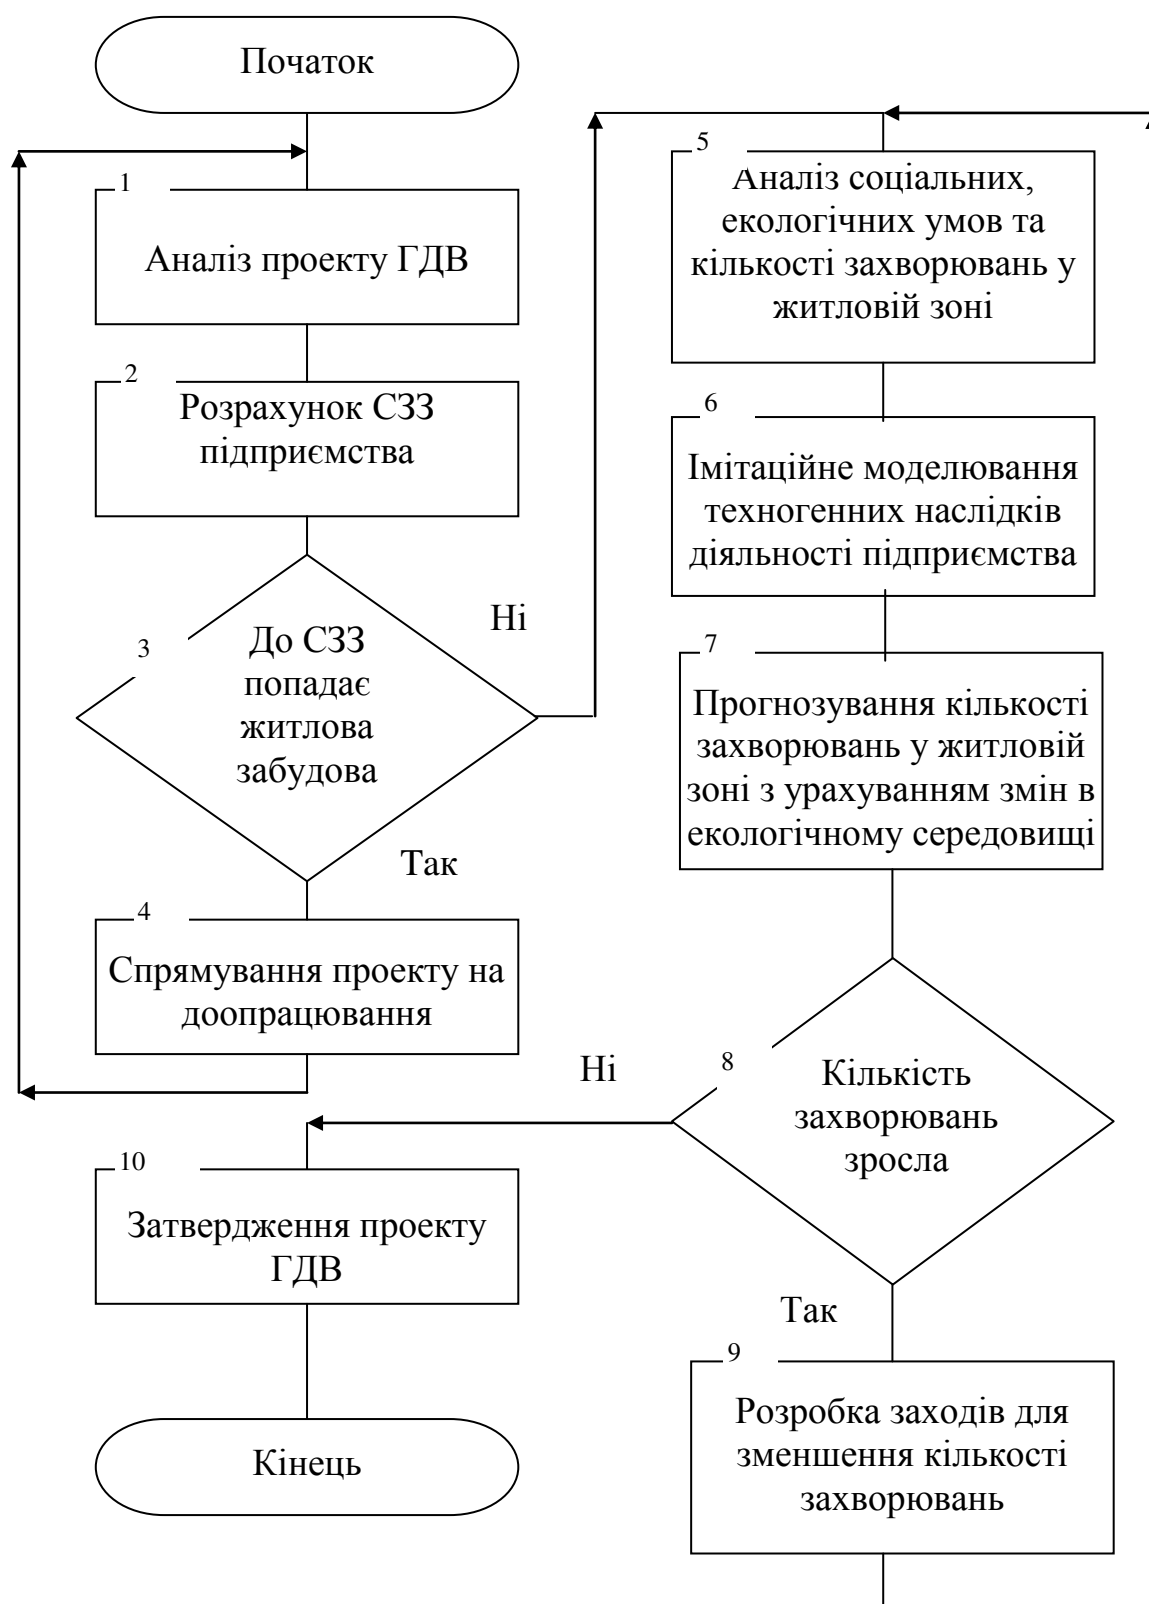 Початок
1
Аналіз проекту ГДВ
2
Розрахунок СЗЗ
підприємства
3
До СЗЗ
попадає
житлова
забудова
Ні
Так
4
Спрямування проекту на
доопрацювання
5
Аналіз соціальних,
екологічних умов та
кількості захворювань у
житловій зоні
6
Імітаційне моделювання
техногенних наслідків
діяльності підприємства
7
Прогнозування кількості
захворювань у житловій
зоні з урахуванням змін в
екологічному середовищі
8
Кількість
захворювань
зросла
Ні
Так
9
Розробка заходів для
зменшення кількості
захворювань
10
Затвердження проекту
ГДВ
Кінець